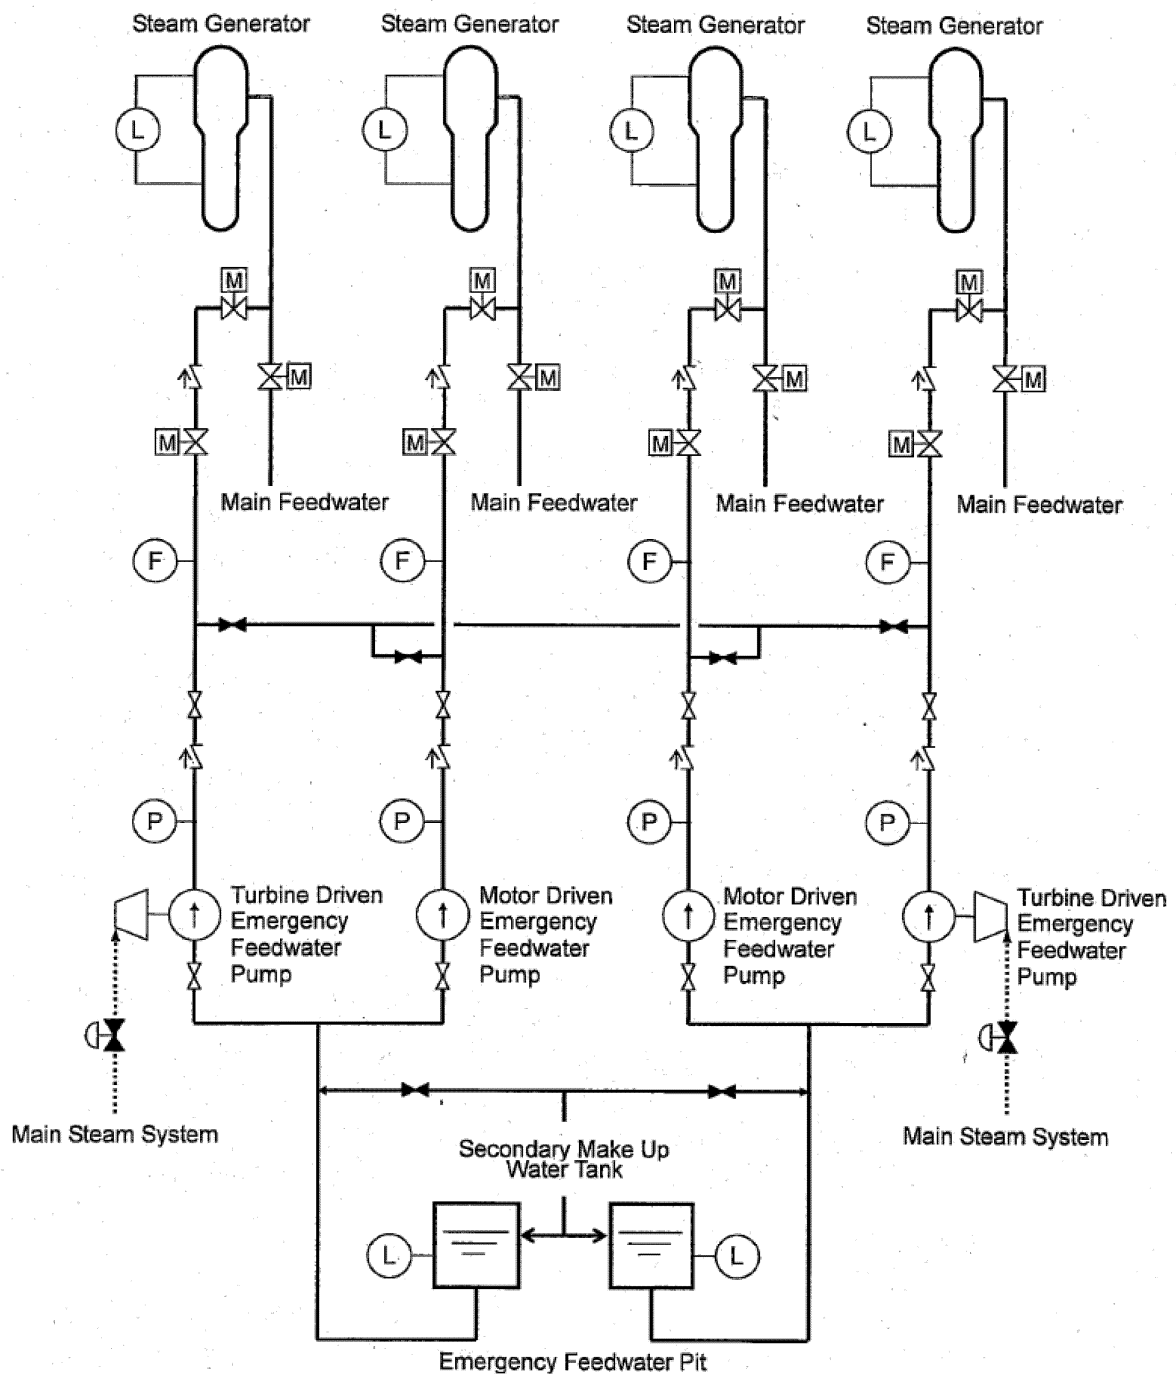 Steam Generator
Steam Generator
Steam Generator
Steam Generator
L
L
L
L
M
M
M
M
M
M
M
M
M
M
M
M
Main Feedwater
Main Feedwater
Main Feedwater
Main Feedwater
F
F
F
F
P
P
P
P
Turbine Driven
Emergency
Feedwater
Pump
Motor Driven
Emergency
Feedwater
Pump
Motor Driven
Emergency
Feedwater
Pump
Turbine Driven
Emergency
Feedwater
Pump
Main Steam System
Main Steam System
Secondary Make Up
Water Tank
L
L
Emergency Feedwater Pit